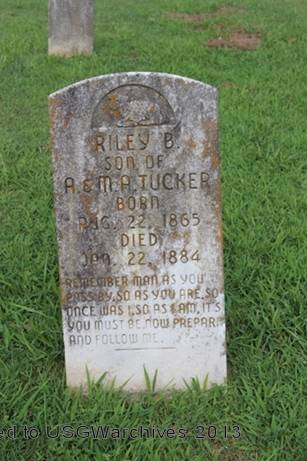 RILEY B.
SON OF
A. & M. A. TUCKER
BORN
AUG. 22, 1865
DIED
JAN. 22, 1884
REMEMBER MAN AS YOU
PASS BY, SO AS YOU ARE, SO
ONCE WAS I, SO AS I AM, IT'S
YOU MUST BE. NOW PREPARE
AND FOLLOW ME.
ed to USGWarchives 2013